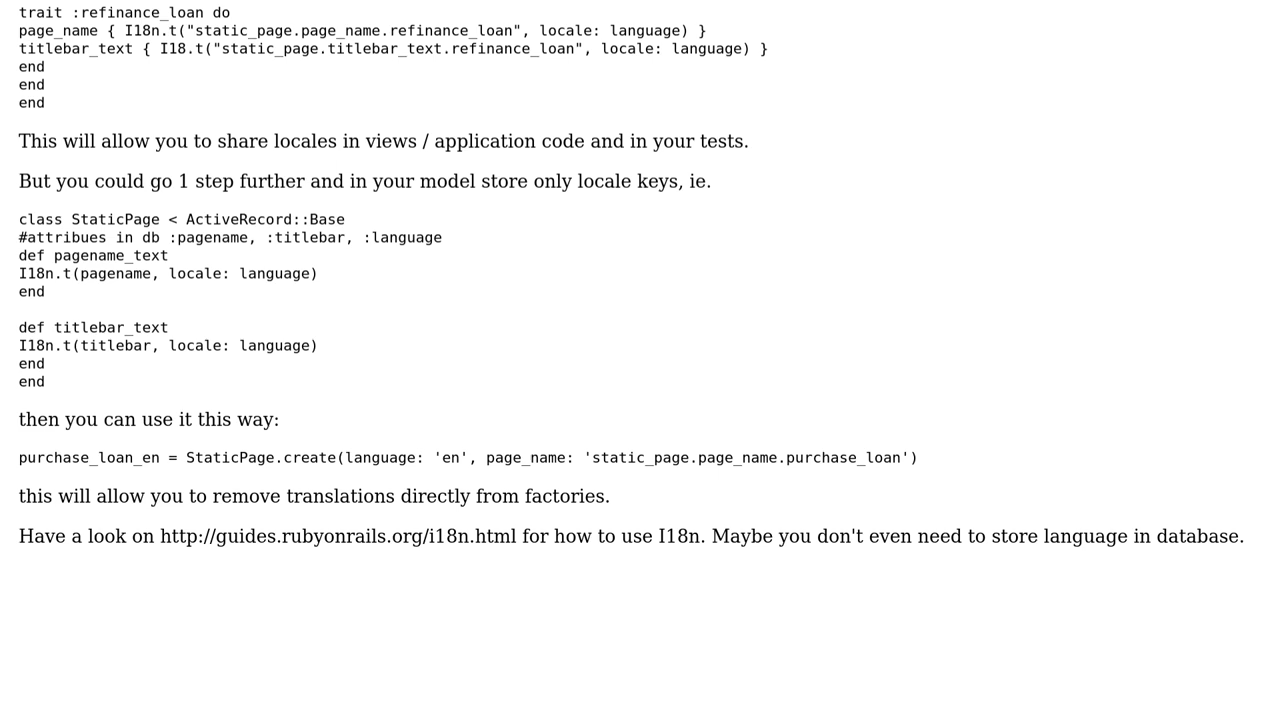 trait :refinance_loan do
page_name { I18n.t("static_page.page_name.refinance_loan", locale: language) }
titlebar_text { I18.t("static_page.titlebar_text.refinance_loan", locale: language) }
end
end
end
This will allow you to share locales in views / application code and in your tests.
But you could go 1 step further and in your model store only locale keys, ie.
class StaticPage < ActiveRecord::Base
#attribues in db :pagename, :titlebar, :language
def pagename_text
I18n.t(pagename, locale: language)
end
def titlebar_text
I18n.t(titlebar, locale: language)
end
end
then you can use it this way:
purchase_loan_en = StaticPage.create(language: 'en', page_name: 'static_page.page_name.purchase_loan')
this will allow you to remove translations directly from factories.
Have a look on http://guides.rubyonrails.org/i18n.html for how to use I18n. Maybe you don't even need to store language in database.